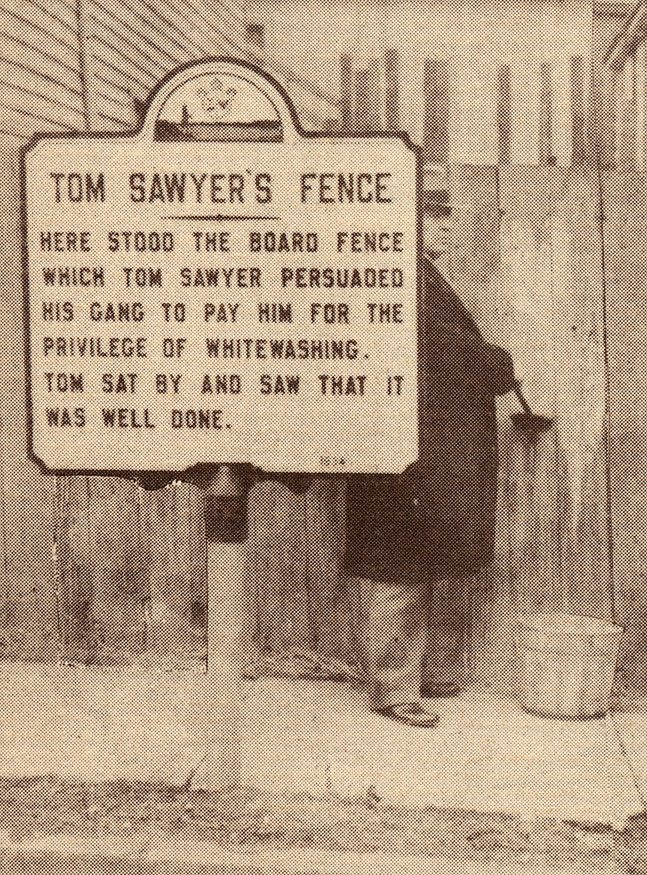 TOM SAWYER'S FENCE
HERE STOOD THE BOARD FENCE
WHICH TOM SAWYER PERSUADED
HIS GANG TO PAY HIM FOR THE
PRIVILEGE OF WHITEWASHING.
TOM SAT BY AND SAW THAT IT
WAS WELL DONE.